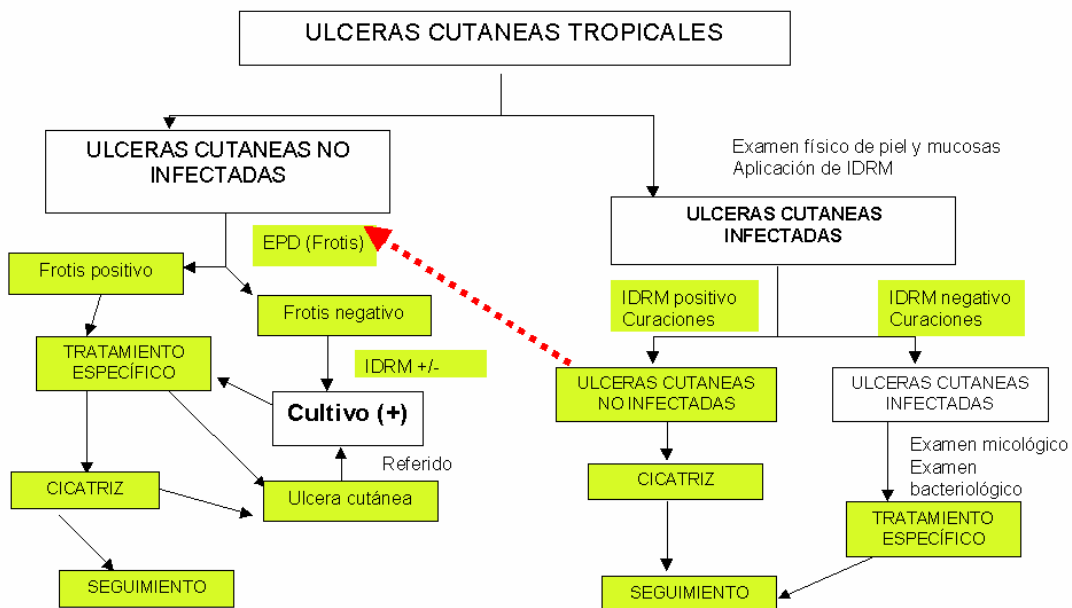 ULCERAS CUTANEAS TROPICALES
ULCERAS CUTANEAS NO
INFECTADAS
Examen físico de piel y mucosas
Aplicación de IDRM
ULCERAS CUTANEAS
INFECTADAS
EPD (Frotis)
Frotis positivo
Frotis negativo
IDRM positivo
Curaciones
IDRM negativo
Curaciones
TRATAMIENTO
ESPECÍFICO
IDRM +/-
Cultivo (+)
ULCERAS CUTANEAS
NO INFECTADAS
ULCERAS CUTANEAS
INFECTADAS
Referido
Examen micológico
Examen
bacteriológico
CICATRIZ
Ulcera cutánea
CICATRIZ
TRATAMIENTO
ESPECÍFICO
SEGUIMIENTO
SEGUIMIENTO